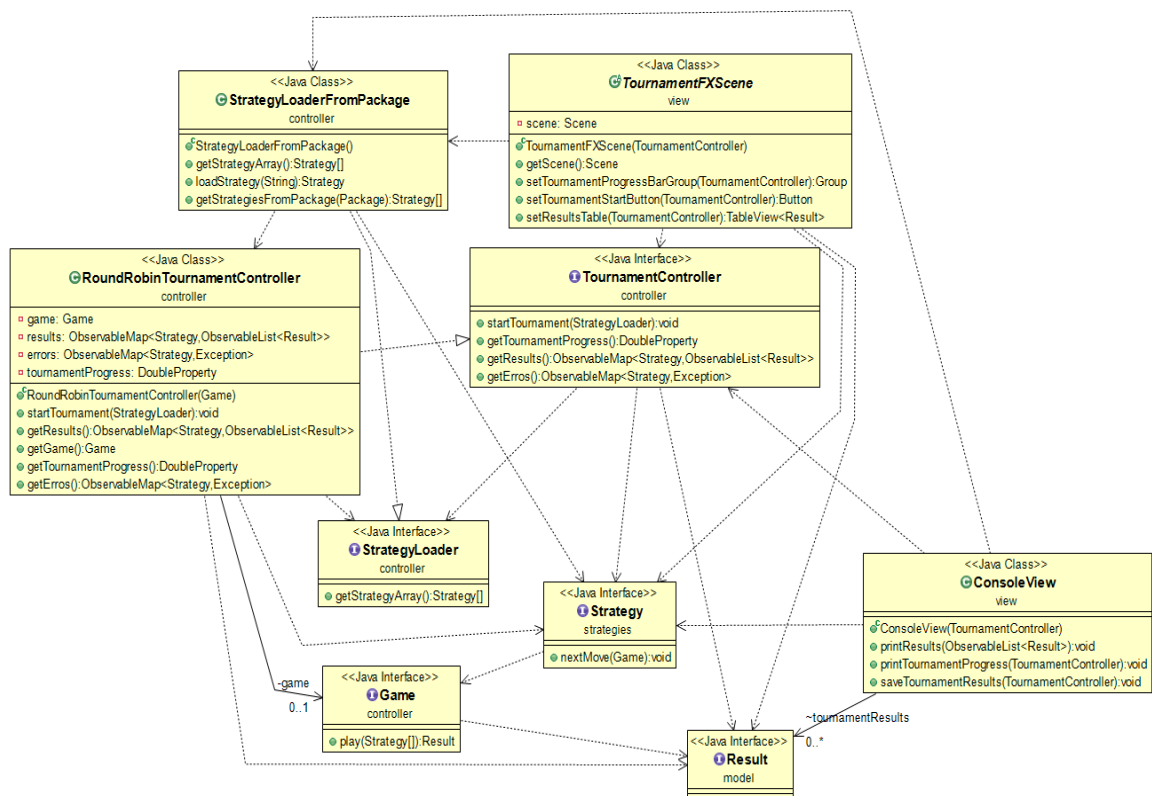 <<Java Class>>
StrategyLoaderFromPackage
controller
StrategyLoaderFromPackage()
getStrategyArray():Strategy[]
loadStrategy(String):Strategy
getStrategiesFromPackage(Package):Strategy[]
<<Java Class>>
TournamentFXScene
view
scene: Scene
TournamentFXScene(TournamentController)
getScene():Scene
setTournamentProgressBarGroup(TournamentController):Group
setTournamentStartButton(TournamentController):Button
setResultsTable(TournamentController):TableView<Result>
<<Java Class>>
RoundRobinTournamentController
controller
game: Game
results: ObservableMap<Strategy,ObservableList<Result>>
errors: ObservableMap<Strategy,Exception>
tournamentProgress: DoubleProperty
RoundRobinTournamentController(Game)
startTournament(StrategyLoader):void
getResults():ObservableMap<Strategy,ObservableList<Result>>
getGame():Game
getTournamentProgress():DoubleProperty
getErros():ObservableMap<Strategy,Exception>
<<Java Interface>>
TournamentController
controller
startTournament(StrategyLoader):void
getTournamentProgress():DoubleProperty
getResults():ObservableMap<Strategy,ObservableList<Result>>
getErros():ObservableMap<Strategy,Exception>
<<Java Interface>>
StrategyLoader
controller
getStrategyArray():Strategy[]
<<Java Interface>>
Strategy
strategies
nextMove(Game):void
<<Java Class>>
ConsoleView
view
ConsoleView(TournamentController)
printResults(ObservableList<Result>):void
printTournamentProgress(TournamentController):void
saveTournamentResults(TournamentController):void
-game
0..1
<<Java Interface>>
Game
controller
play(Strategy[]):Result
~tournamentResults
0..*
<<Java Interface>>
Result
model